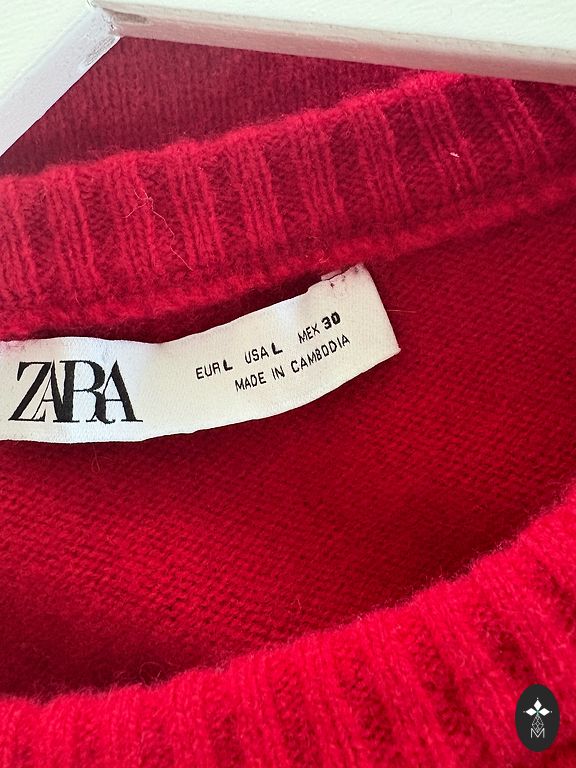 ZARA
EUR L USA L MEX 30
MADE IN CAMBODIA
M